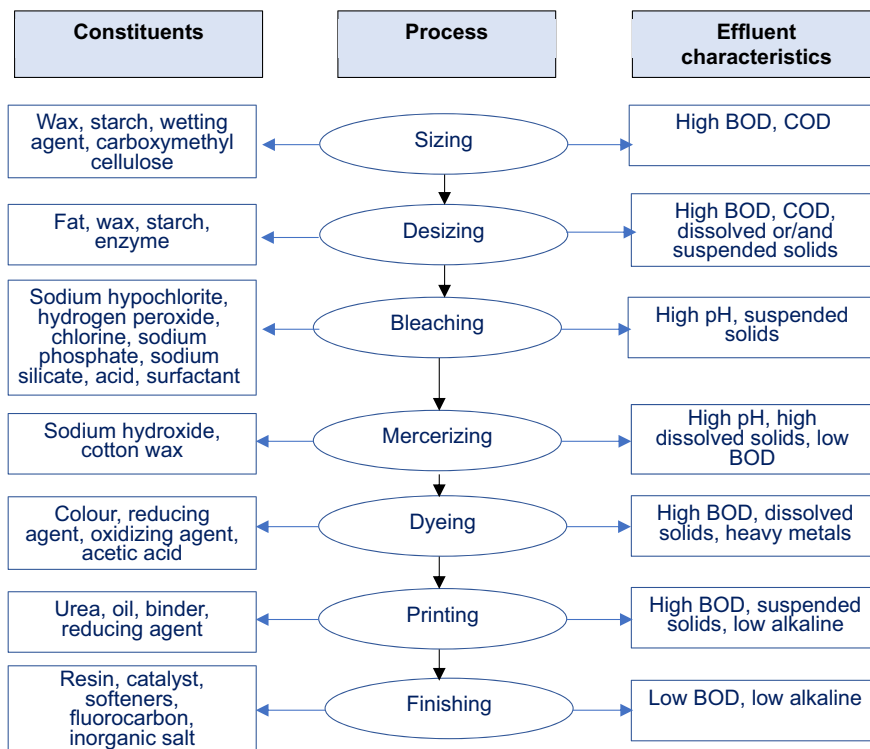 Constituents
Process
Effluent
characteristics
Wax, starch, wetting
agent, carboxymethyl
cellulose
Sizing
High BOD, COD
Fat, wax, starch,
enzyme
Desizing
High BOD, COD,
dissolved or/and
suspended solids
Sodium hypochlorite,
hydrogen peroxide,
chlorine, sodium
phosphate, sodium
silicate, acid, surfactant
Bleaching
High pH, suspended
solids
Sodium hydroxide,
cotton wax
Mercerizing
High pH, high
dissolved solids, low
BOD
Colour, reducing
agent, oxidizing agent,
acetic acid
Dyeing
High BOD, dissolved
solids, heavy metals
Urea, oil, binder,
reducing agent
Printing
High BOD, suspended
solids, low alkaline
Resin, catalyst,
softeners,
fluorocarbon,
inorganic salt
Finishing
Low BOD, low alkaline